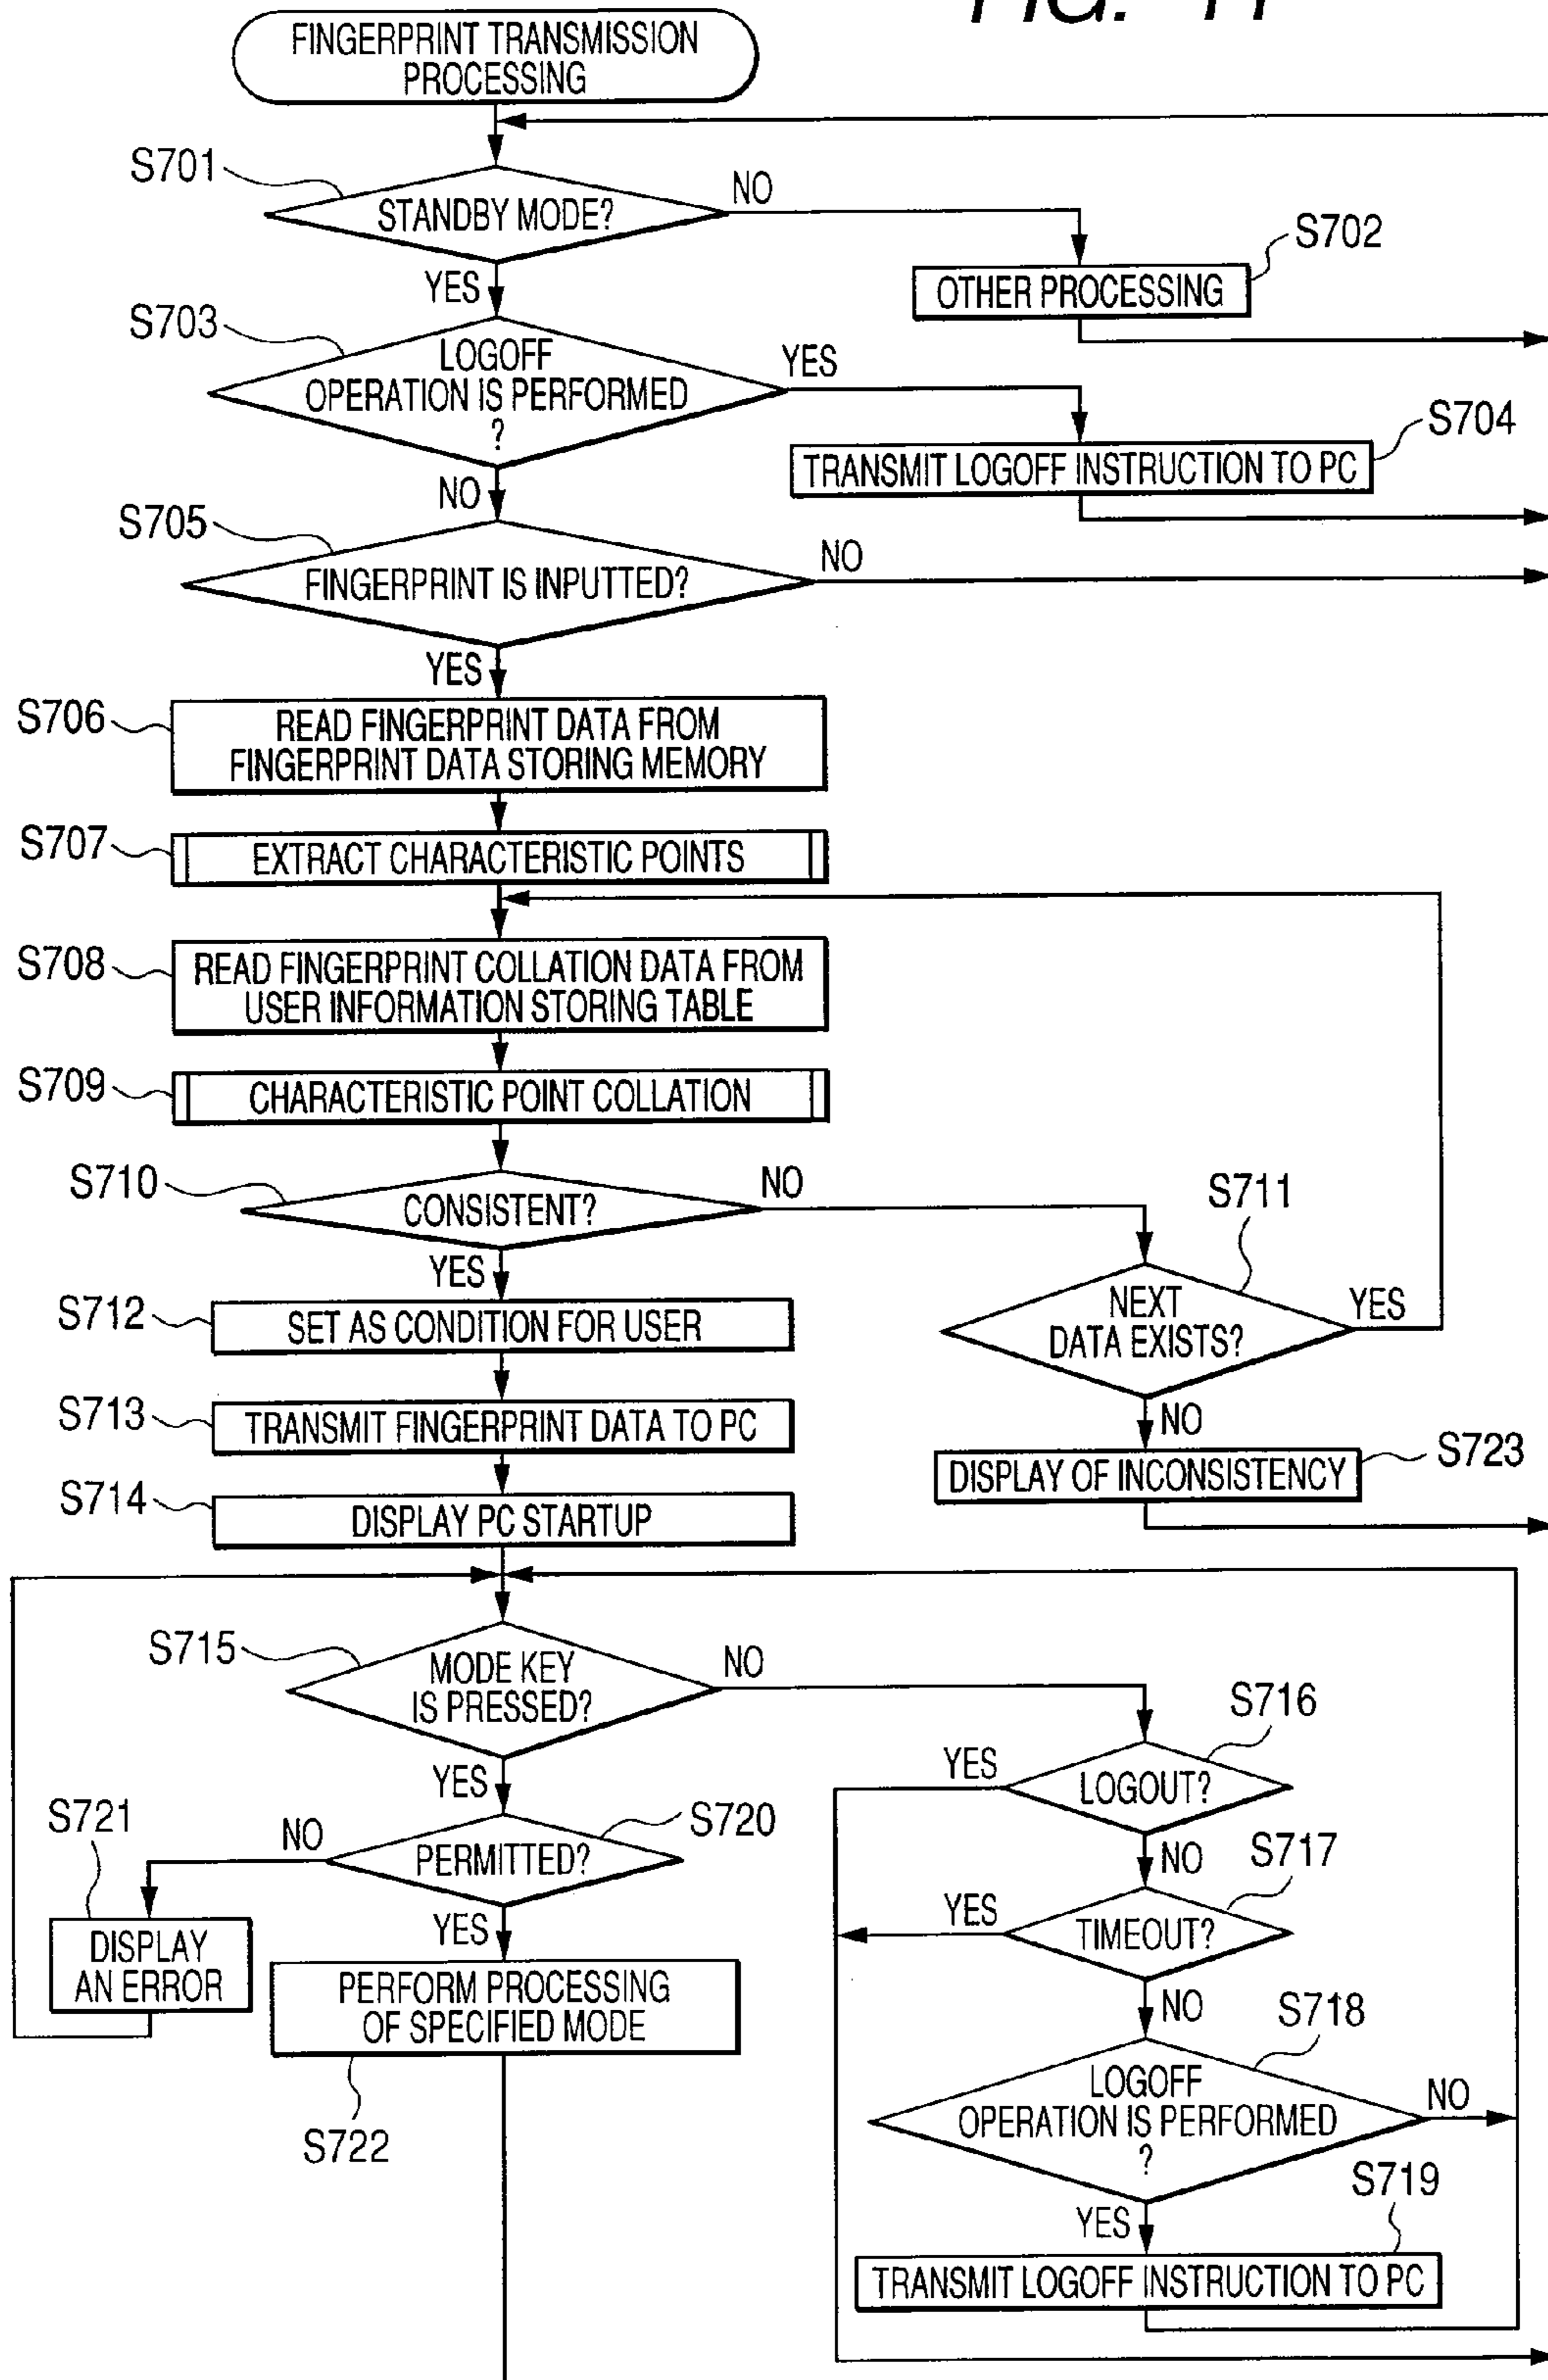 FINGERPRINT TRANSMISSION
PROCESSING
S701
STANDBY MODE?
NO
YES
S702
OTHER PROCESSING
S703
LOGOFF
OPERATION IS PERFORMED
?
YES
NO
S704
TRANSMIT LOGOFF INSTRUCTION TO PC
S705
FINGERPRINT IS INPUTTED?
NO
YES
S706
READ FINGERPRINT DATA FROM
FINGERPRINT DATA STORING MEMORY
S707
EXTRACT CHARACTERISTIC POINTS
S708
READ FINGERPRINT COLLATION DATA FROM
USER INFORMATION STORING TABLE
S709
CHARACTERISTIC POINT COLLATION
S710
CONSISTENT?
NO
YES
S711
NEXT
DATA EXISTS?
YES
NO
S712
SET AS CONDITION FOR USER
S713
TRANSMIT FINGERPRINT DATA TO PC
S723
DISPLAY OF INCONSISTENCY
S714
DISPLAY PC STARTUP
S715
MODE KEY
IS PRESSED?
NO
YES
S716
LOGOUT?
YES
NO
S720
PERMITTED?
NO
YES
S721
DISPLAY
AN ERROR
S717
TIMEOUT?
YES
NO
PERFORM PROCESSING
OF SPECIFIED MODE
S722
S718
LOGOFF
OPERATION IS PERFORMED
?
NO
YES
S719
TRANSMIT LOGOFF INSTRUCTION TO PC